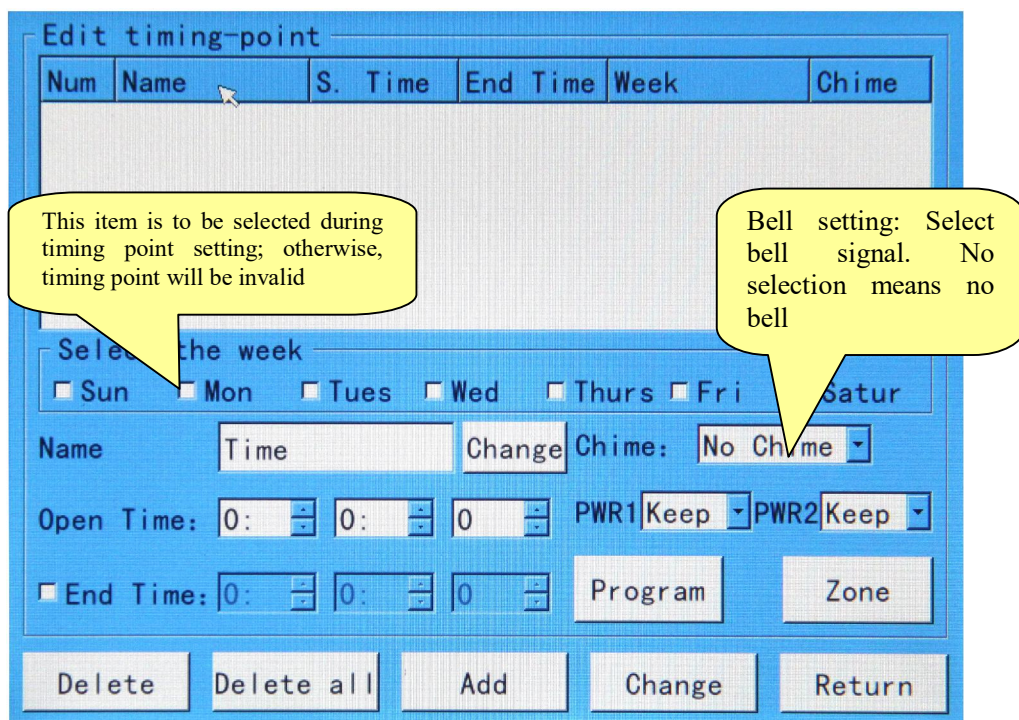 Edit timing-point
Num Name S. Time End Time Week Chime
This item is to be selected during
timing point setting; otherwise,
timing point will be invalid
Bell setting: Select
bell signal. No
selection means no
bell
Select the week
Sun Mon Tues Wed Thurs Fri Satur
Name Time Change Chime: No Chime
Open Time: 0: 0: 0 PWR1 Keep PWR2 Keep
End Time: 0: 0: 0 Program Zone
Delete Delete all Add Change Return